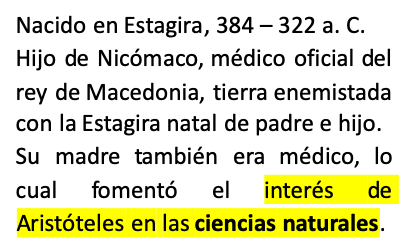 Nacido en Estagira, 384 – 322 a. C.
Hijo de Nicómaco, médico oficial del
rey de Macedonia, tierra enemistada
con la Estagira natal de padre e hijo.
Su madre también era médico, lo
cual fomentó el interés de
Aristóteles en las ciencias naturales.